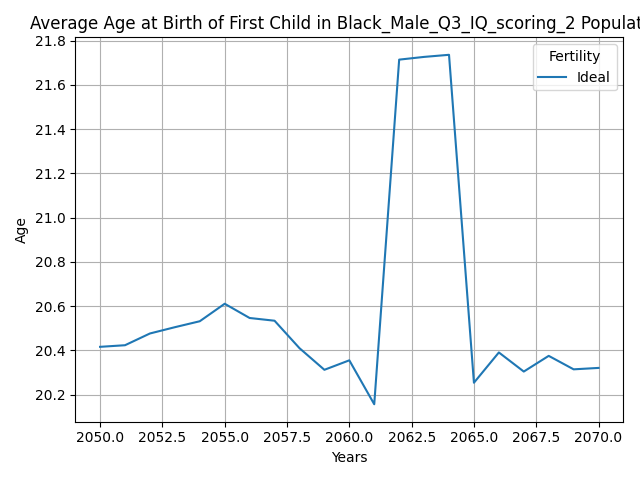 Average Age at Birth of First Child in Black_Male_Q3_IQ_scoring_2 Populat
21.8
21.6
21.4
21.2
21.0
20.8
20.6
20.4
20.2
Age
Fertility
Ideal
2050.0 2052.5 2055.0 2057.5 2060.0 2062.5 2065.0 2067.5 2070.0
Years